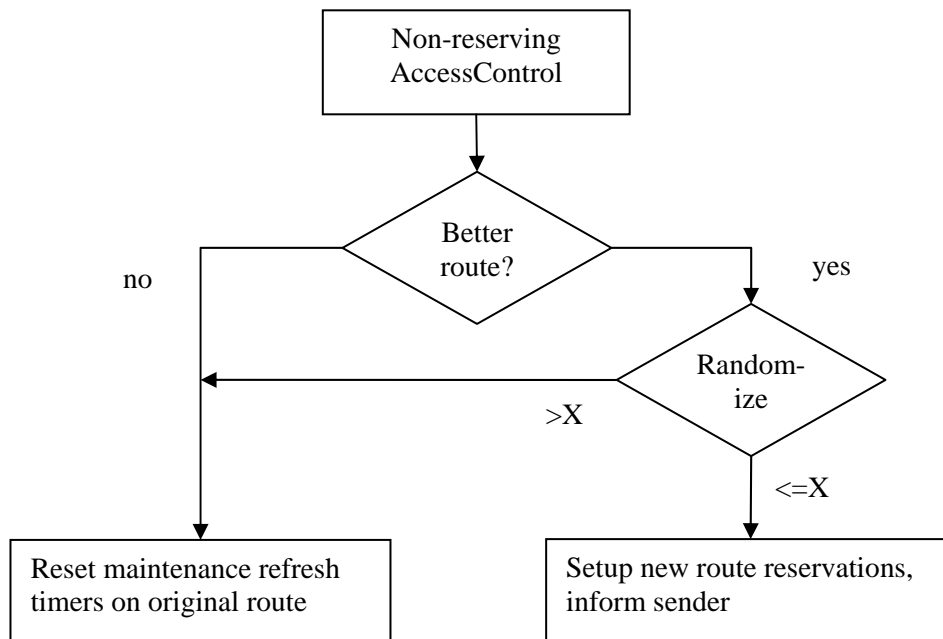 Non-reserving
AccessControl
Better
route?
no
yes
Random-
ize
>X
<=X
Reset maintenance refresh
timers on original route
Setup new route reservations,
inform sender